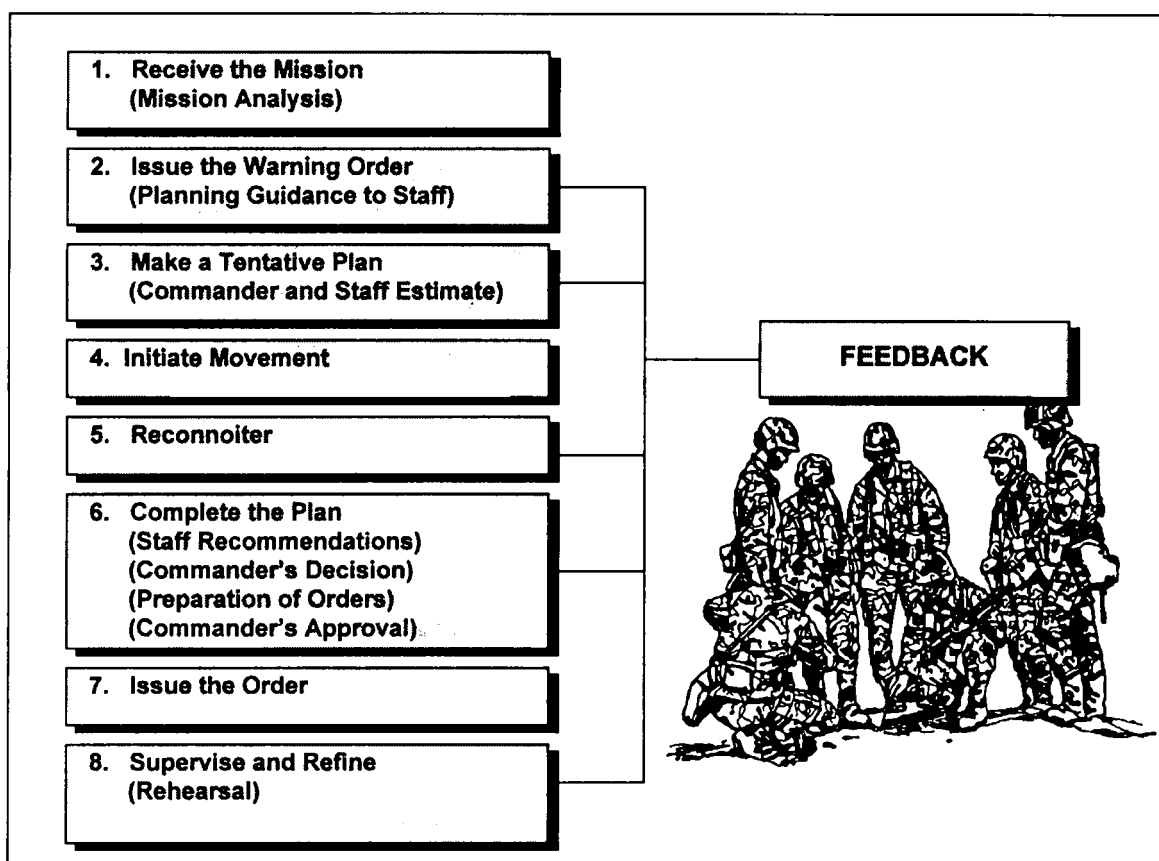 1. Receive the Mission
(Mission Analysis)
2. Issue the Warning Order
(Planning Guidance to Staff)
3. Make a Tentative Plan
(Commander and Staff Estimate)
4. Initiate Movement
5. Reconnoiter
6. Complete the Plan
(Staff Recommendations)
(Commander's Decision)
(Preparation of Orders)
(Commander's Approval)
7. Issue the Order
8. Supervise and Refine
(Rehearsal)
FEEDBACK